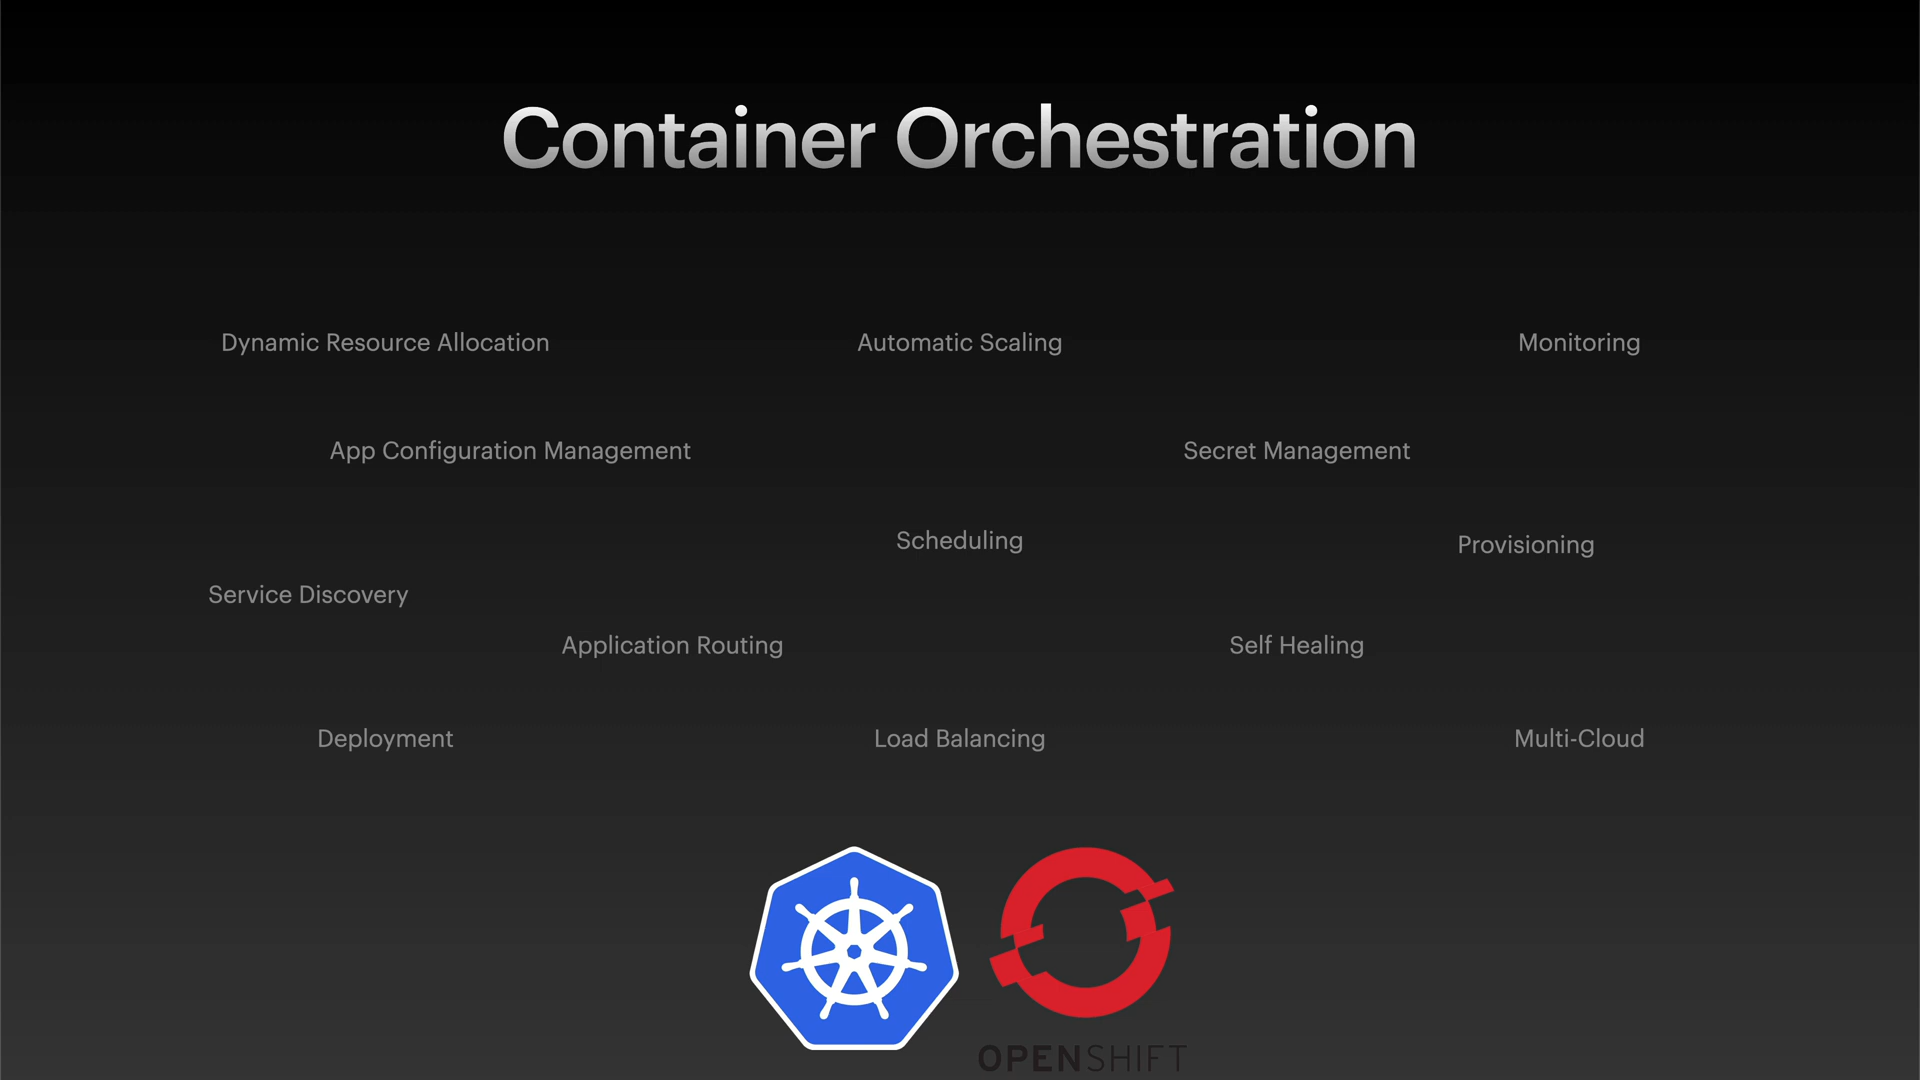 Container Orchestration
Dynamic Resource Allocation
Automatic Scaling
Monitoring
App Configuration Management
Secret Management
Scheduling
Provisioning
Service Discovery
Application Routing
Self Healing
Deployment
Load Balancing
Multi-Cloud
OPENSHIFT